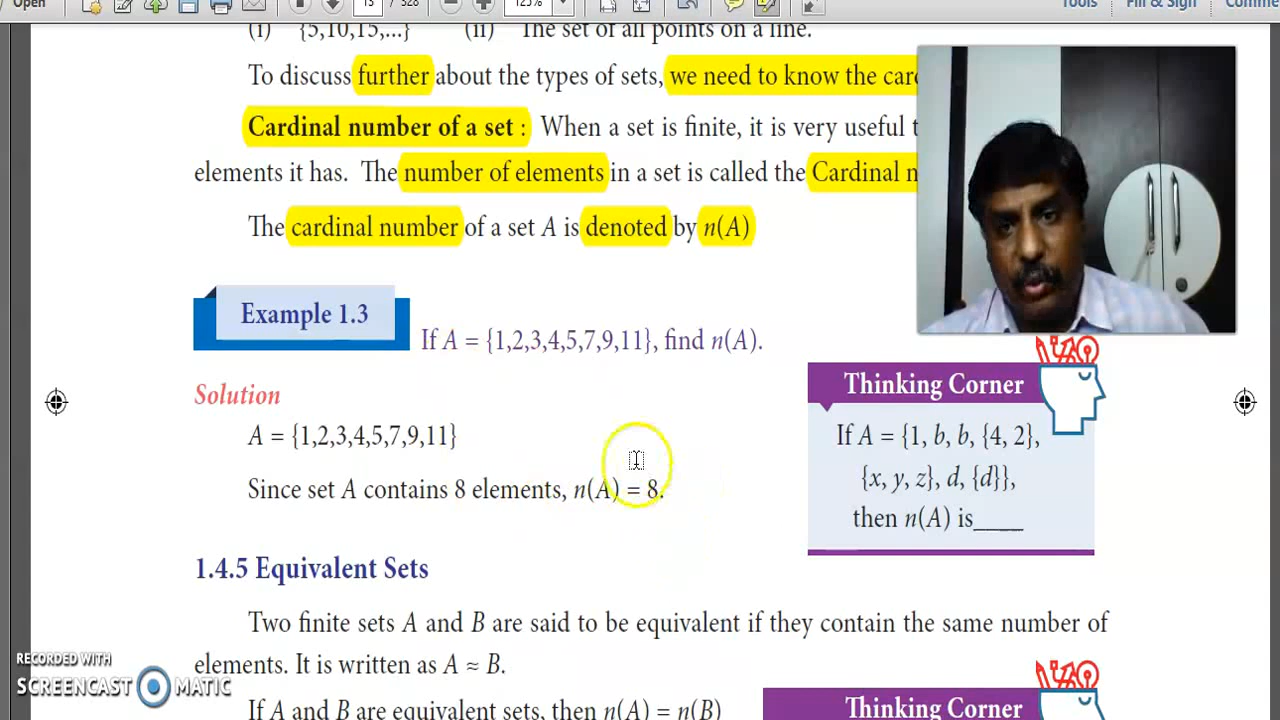 Open 13 / 328 125% Tools Fill & Sign
(i) {5,10,15,...} (ii) The set of all points on a line.
To discuss further about the types of sets, we need to know the
Cardinal number of a set : When a set is finite, it is very useful
elements it has. The number of elements in a set is called the Cardinal
The cardinal number of a set A is denoted by n(A)
Example 1.3
If A = {1,2,3,4,5,7,9,11}, find n(A).
Solution
A = {1,2,3,4,5,7,9,11}
Since set A contains 8 elements, n(A) = 8.
Thinking Corner
If A = {1, b, b, {4, 2},
{x, y, z}, d, {d}},
then n(A) is____
1.4.5 Equivalent Sets
Two finite sets A and B are said to be equivalent if they contain the same number of
elements. It is written as A ≈ B.
If A and B are equivalent sets, then n(A) = n(B)
Thinking Corner
RECORDED WITH
SCREENCAST MATIC